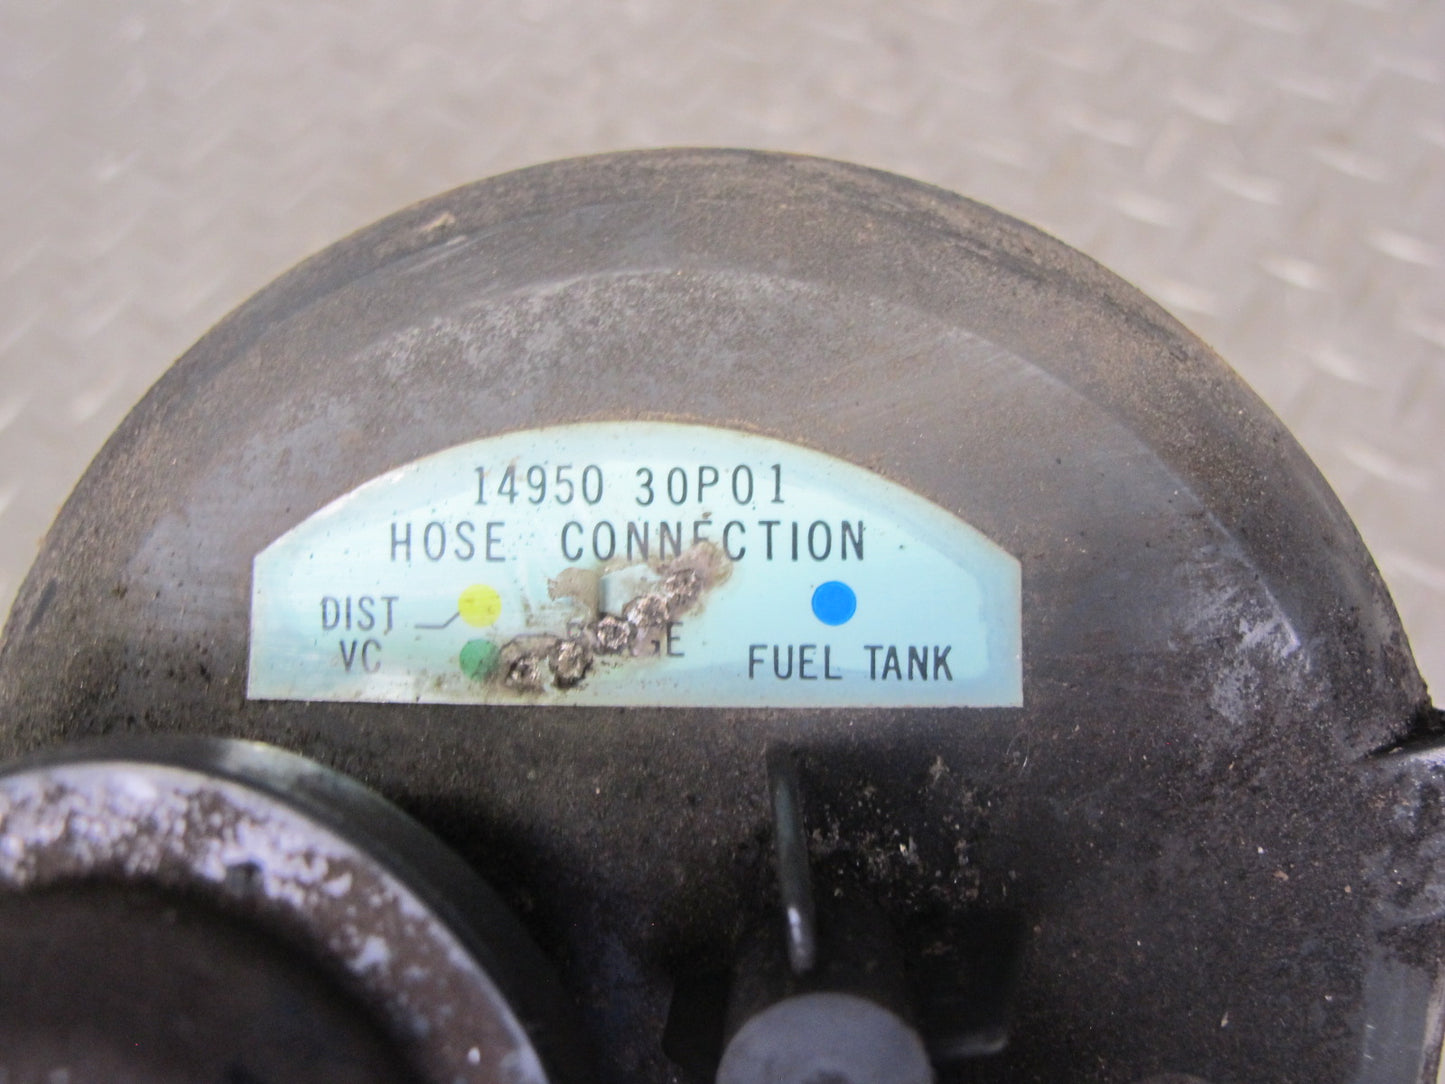 14950 30P01
HOSE CONNECTION
DIST
VC
FUEL TANK